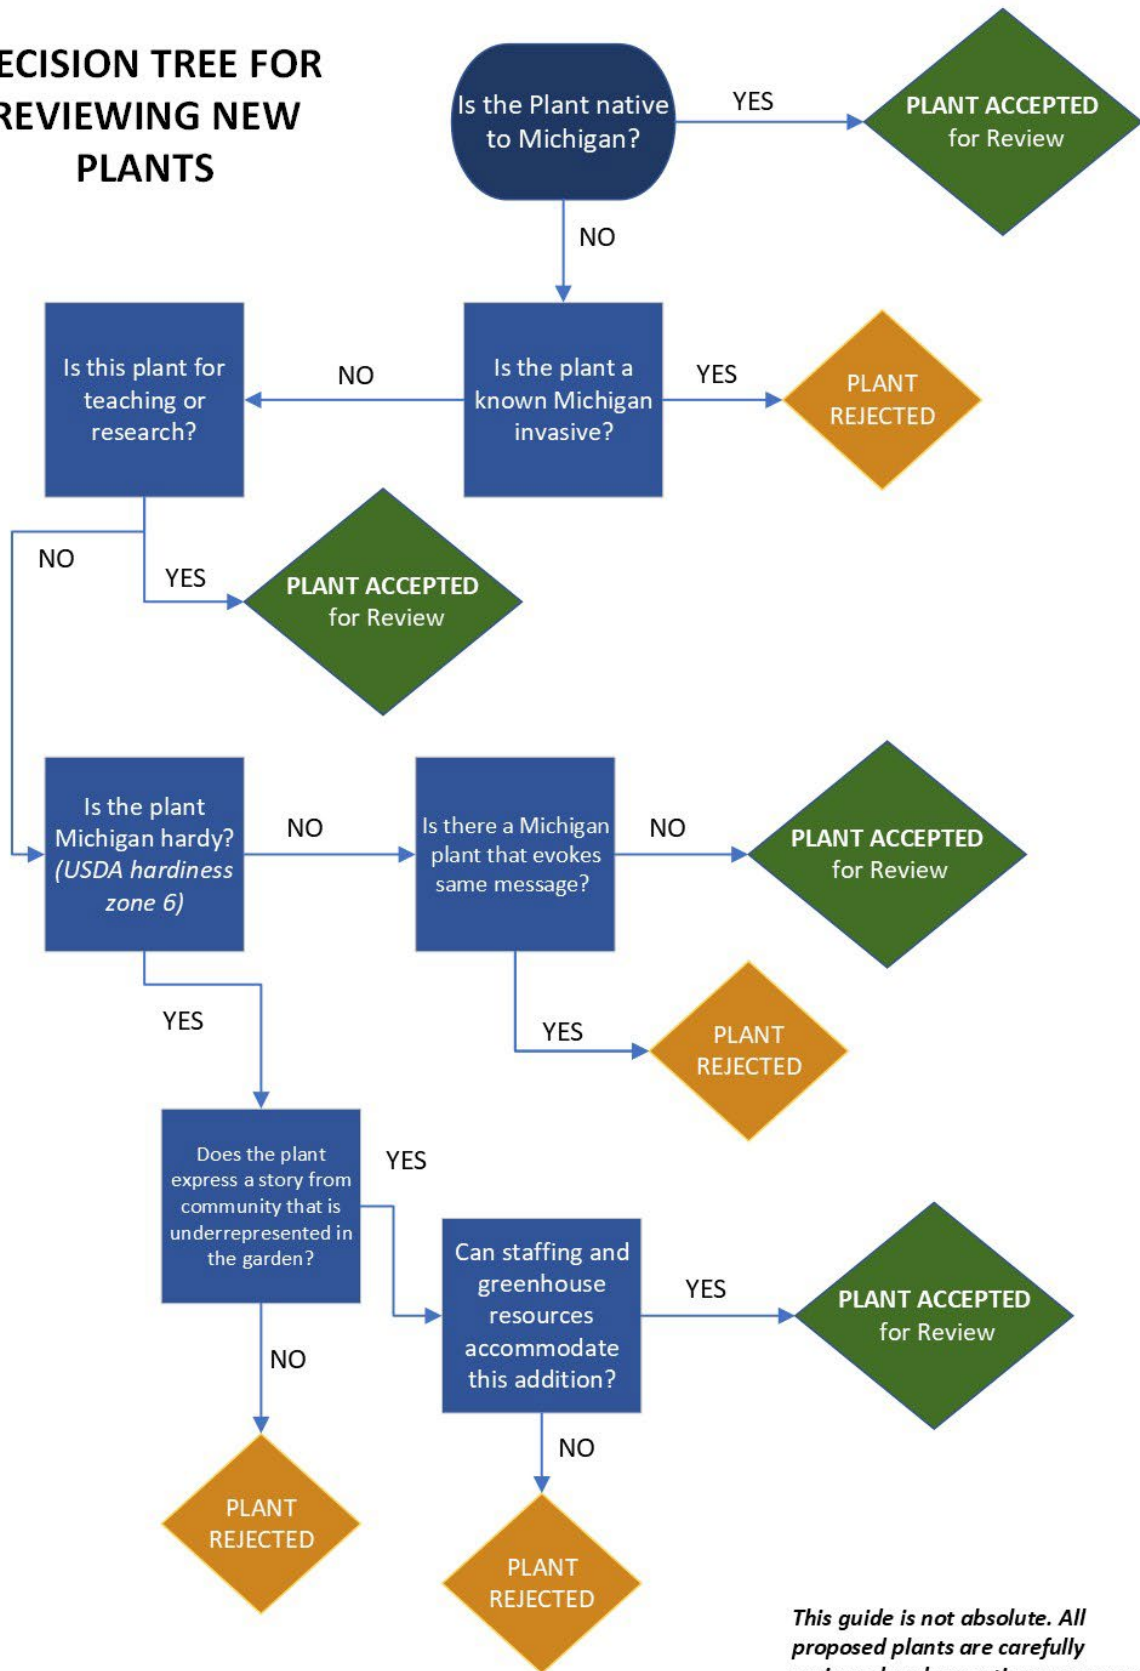 ECISION TREE FOR
REVIEWING NEW
PLANTS
Is the Plant native
to Michigan?
YES
PLANT ACCEPTED
for Review
NO
Is this plant for
teaching or
research?
NO
Is the plant a
known Michigan
invasive?
YES
PLANT
REJECTED
NO
YES
PLANT ACCEPTED
for Review
Is the plant
Michigan hardy?
(USDA hardiness
zone 6)
NO
Is there a Michigan
plant that evokes
same message?
NO
PLANT ACCEPTED
for Review
YES
YES
PLANT
REJECTED
Does the plant
express a story from
community that is
underrepresented in
the garden?
YES
Can staffing and
greenhouse
resources
accommodate
this addition?
YES
PLANT ACCEPTED
for Review
NO
NO
PLANT
REJECTED
PLANT
REJECTED
This guide is not absolute. All
proposed plants are carefully